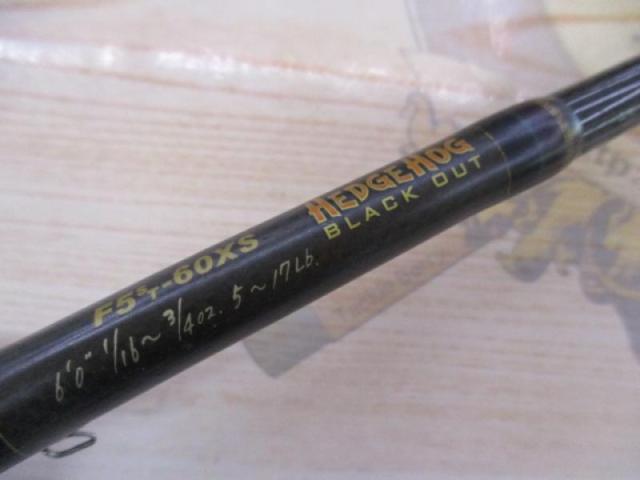 HEDGEHOG
BLACK OUT
F5ST-60XS
6'0" 1/16~3/4oz. 5~17Lb.